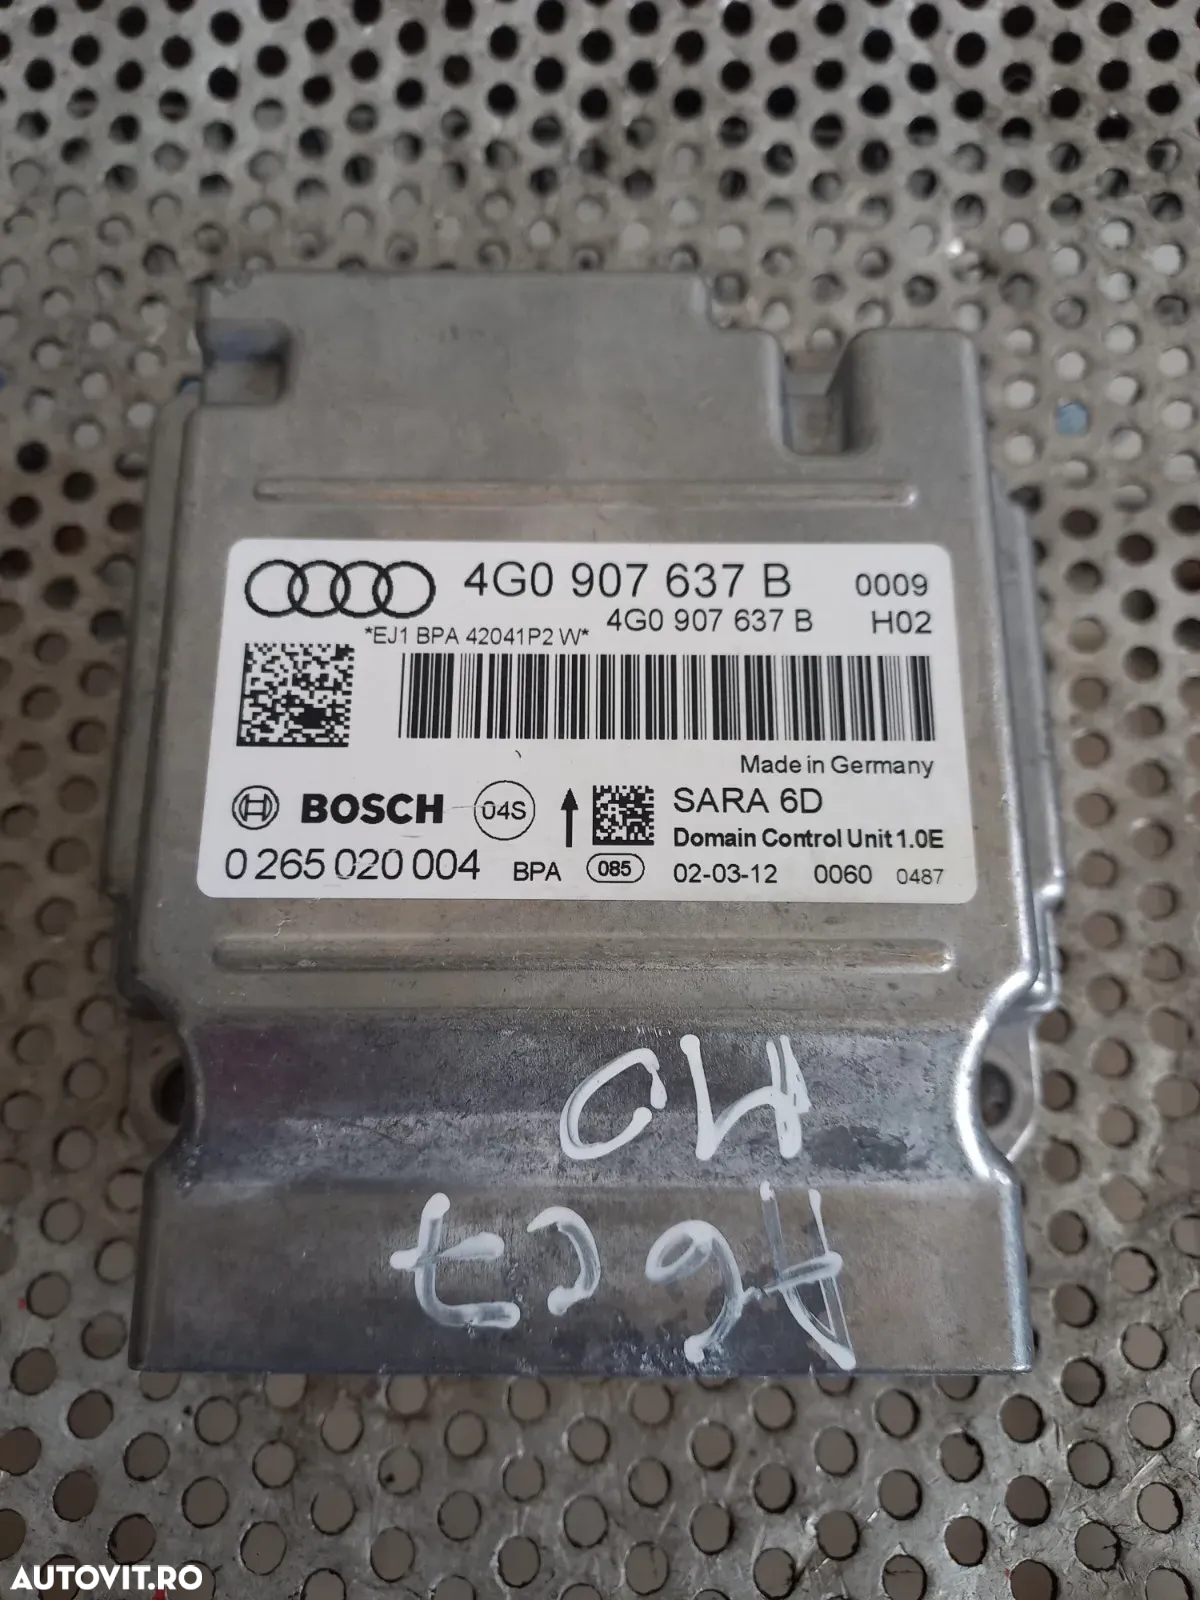 4G0 907 637 B 0009
4G0 907 637 B H02
*EJ1 BPA 42041P2 W*
Made in Germany
BOSCH 04S SARA 6D
Domain Control Unit 1.0E
0 265 020 004 BPA 085 02-03-12 0060 0487
A6 C7
AUTOVIT.RO